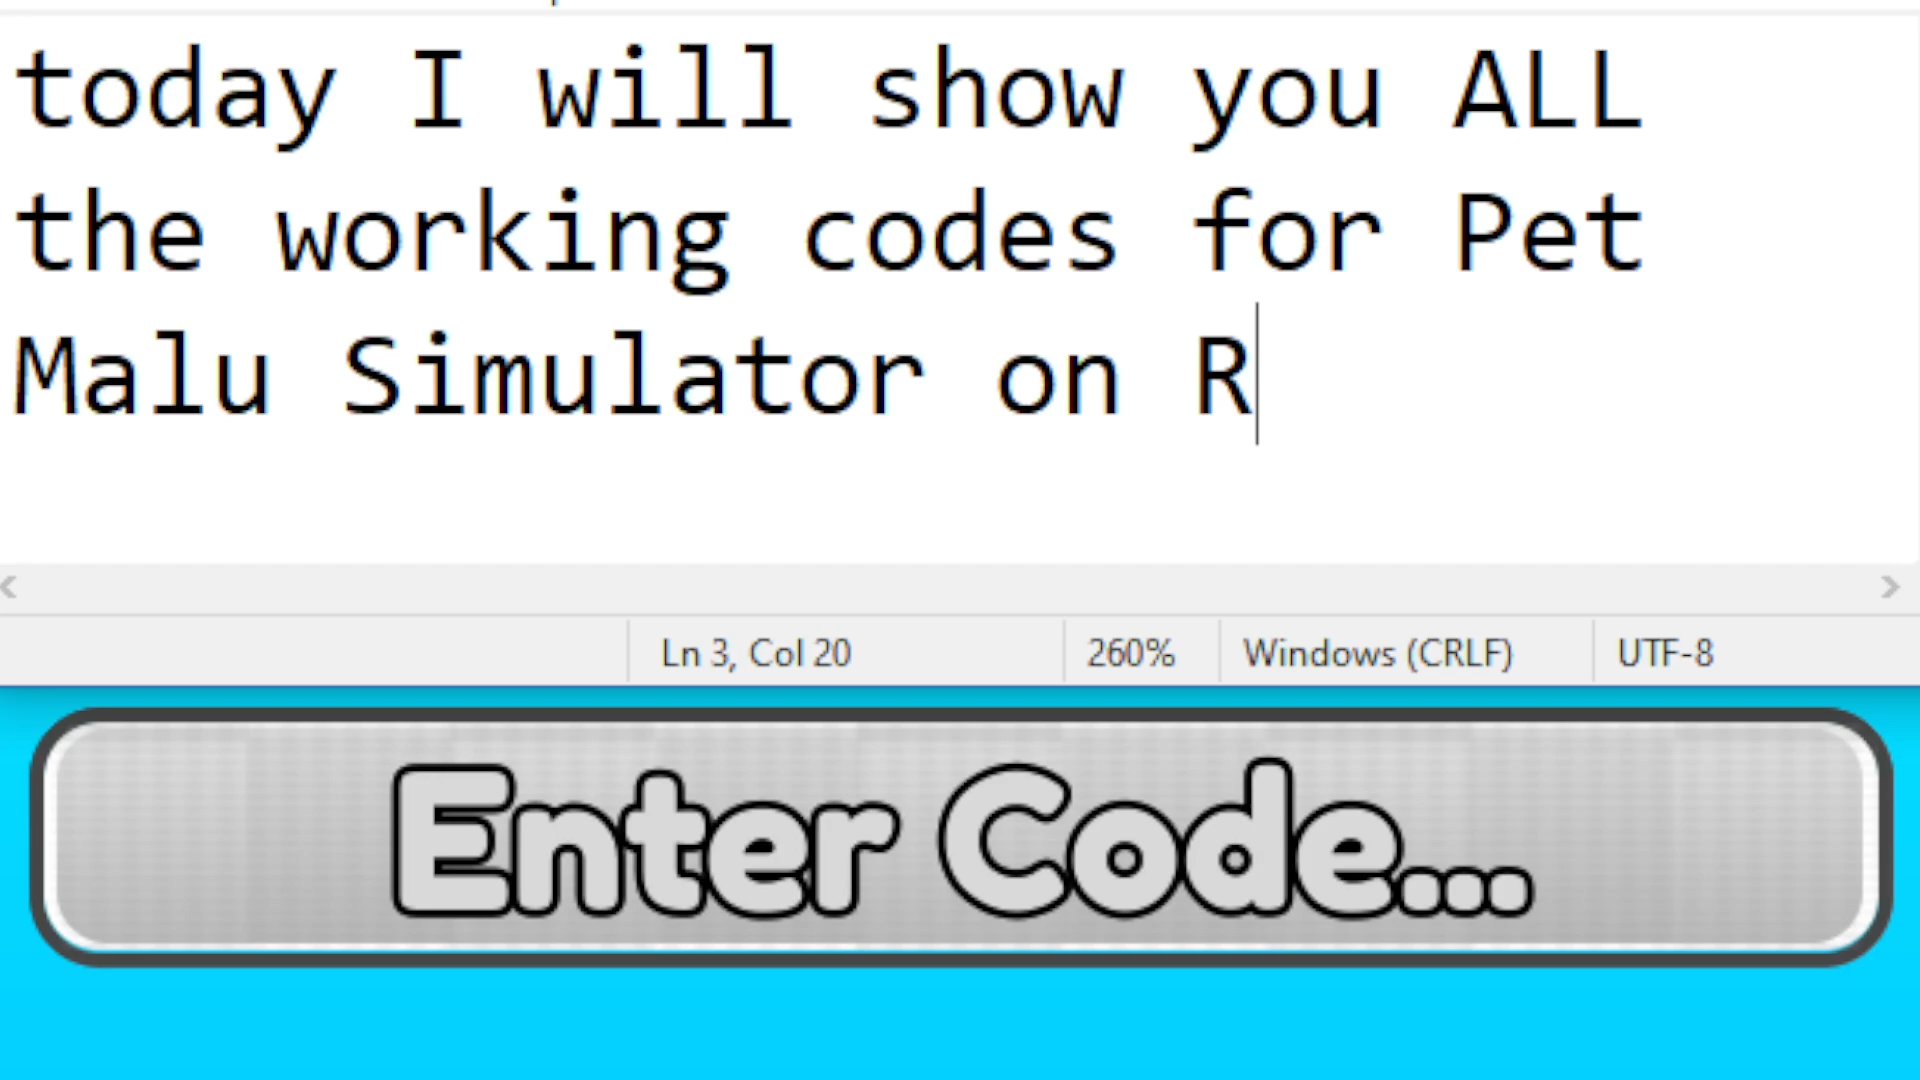 today I will show you ALL
the working codes for Pet
Malu Simulator on R
Ln 3, Col 20
260%
Windows (CRLF)
UTF-8
Enter Code...